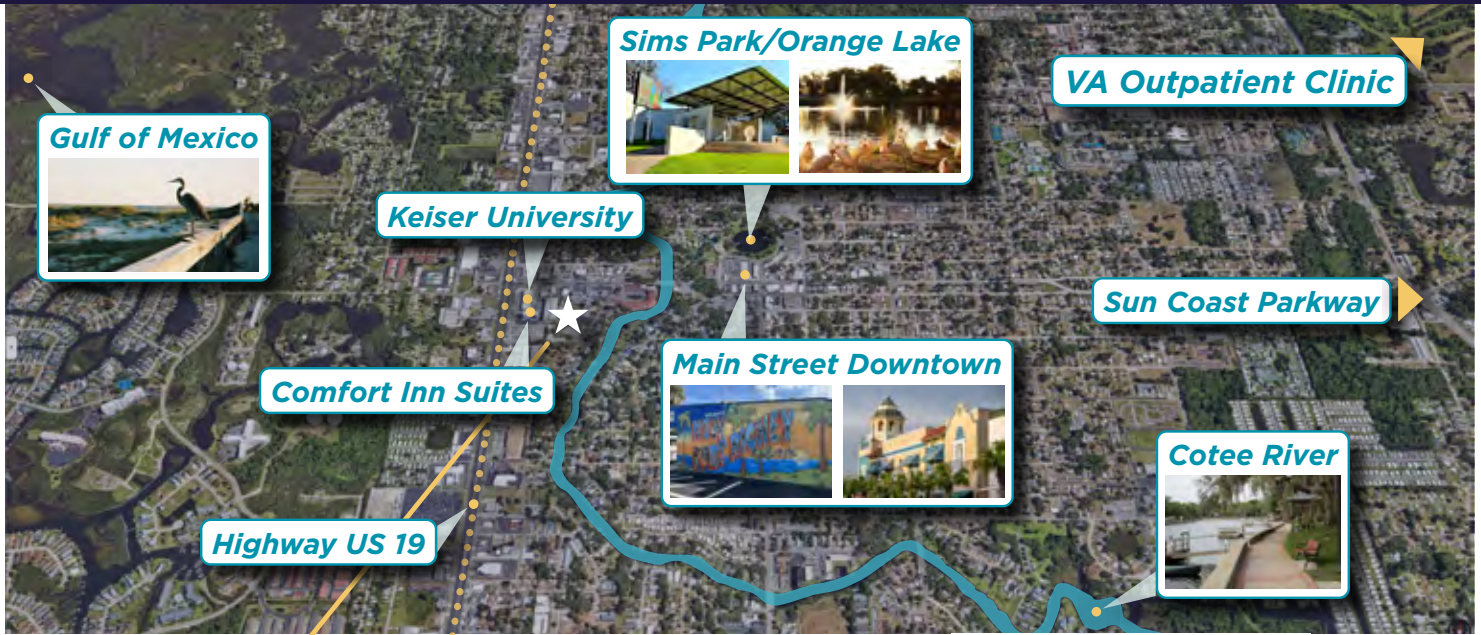 Sims Park/Orange Lake
VA Outpatient Clinic
Gulf of Mexico
Keiser University
Sun Coast Parkway
Main Street Downtown
Comfort Inn Suites
Cotee River
Highway US 19